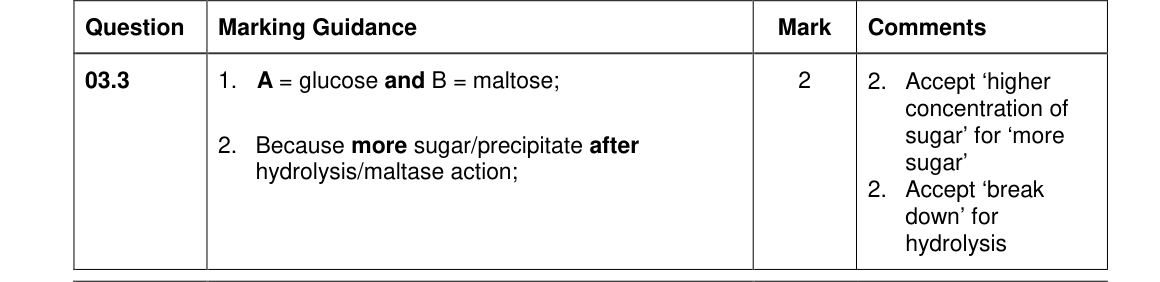 Question Marking Guidance Mark Comments
03.3 1. A = glucose and B = maltose; 2 2. Accept ‘higher
concentration of
2. Because more sugar/precipitate after sugar’ for ‘more
hydrolysis/maltase action; sugar’
2. Accept ‘break
down’ for
hydrolysis